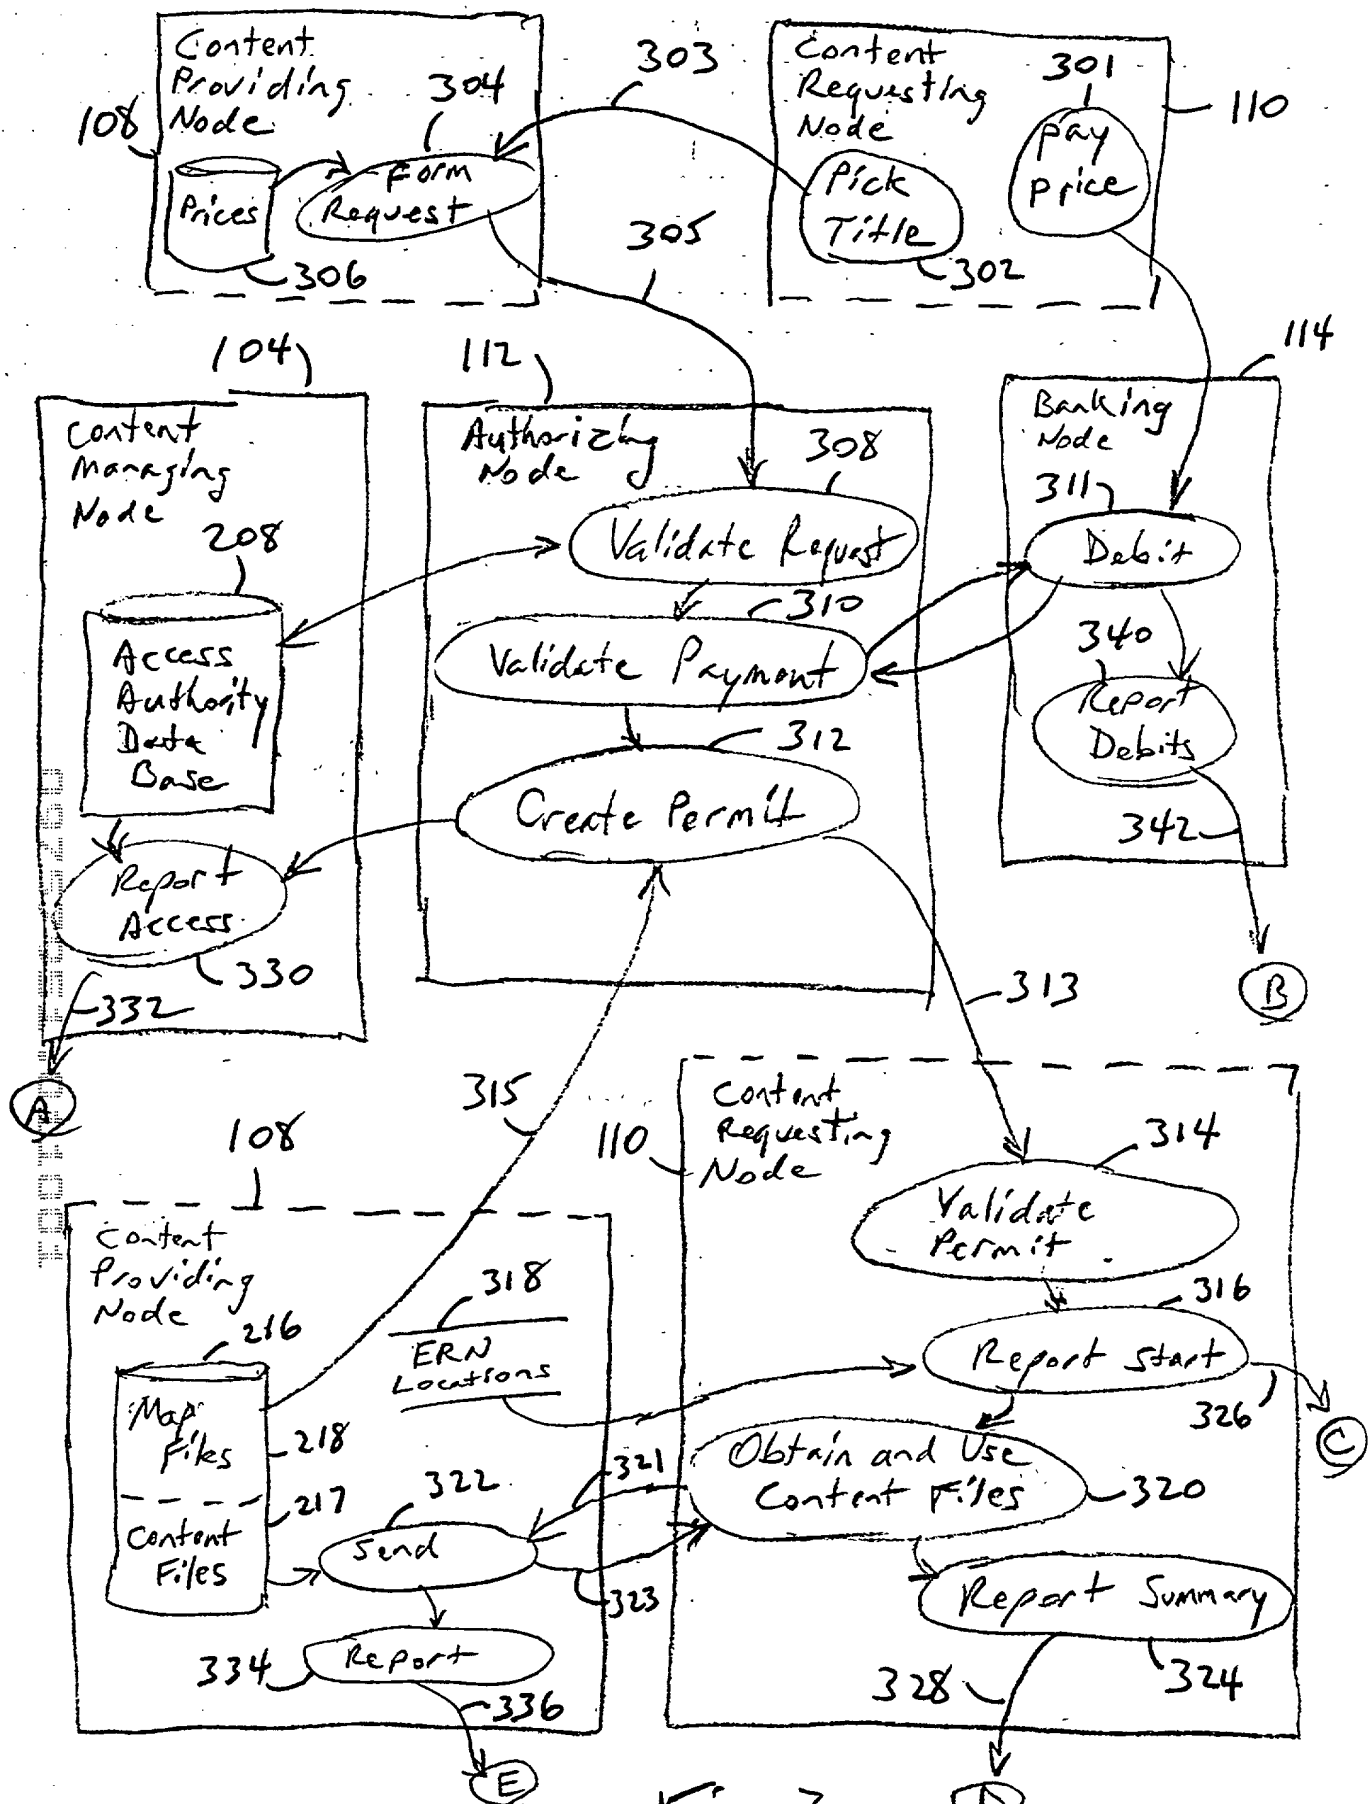 Content
Providing
Node
304
108
Prices
Form
Request
306
303
305
Content
Requesting
Node
301
110
Pay
Price
Pick
Title
302
104
112
114
Content
Managing
Node
208
Access
Authority
Data
Base
Report
Access
330
332
A
Authorizing
Node
308
Validate Request
310
Validate Payment
312
Create Permit
Banking
Node
311
Debit
340
Report
Debits
342
B
313
315
108
Content
Providing
Node
216
318
ERN
Locations
Map
Files
218
217
Content
Files
322
Send
321
323
334
Report
336
E
110
Content
Requesting
Node
314
Validate
Permit
316
Report Start
326
C
Obtain and Use
Content Files
320
Report Summary
324
328